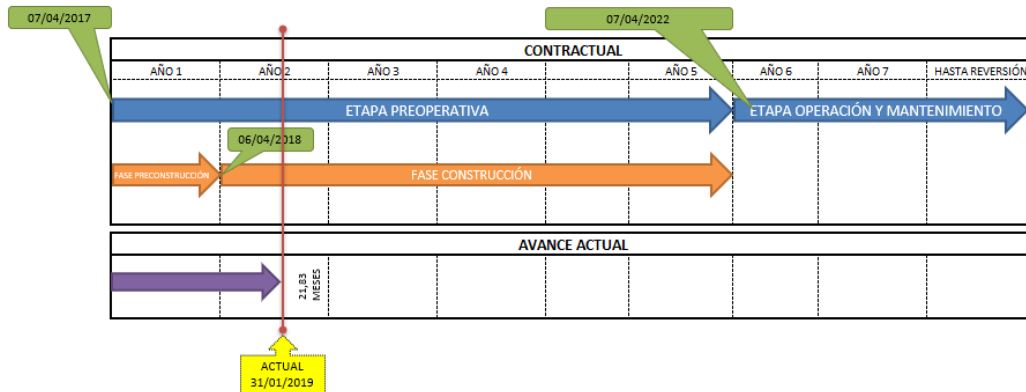 07/04/2017
07/04/2022
CONTRACTUAL
AÑO 1
AÑO 2
AÑO 3
AÑO 4
AÑO 5
AÑO 6
AÑO 7
HASTA REVERSIÓN
ETAPA PREOPERATIVA
ETAPA OPERACIÓN Y MANTENIMIENTO
06/04/2018
FASE PRECONSTRUCCIÓN
FASE CONSTRUCCIÓN
AVANCE ACTUAL
21,83
MESES
ACTUAL
31/01/2019